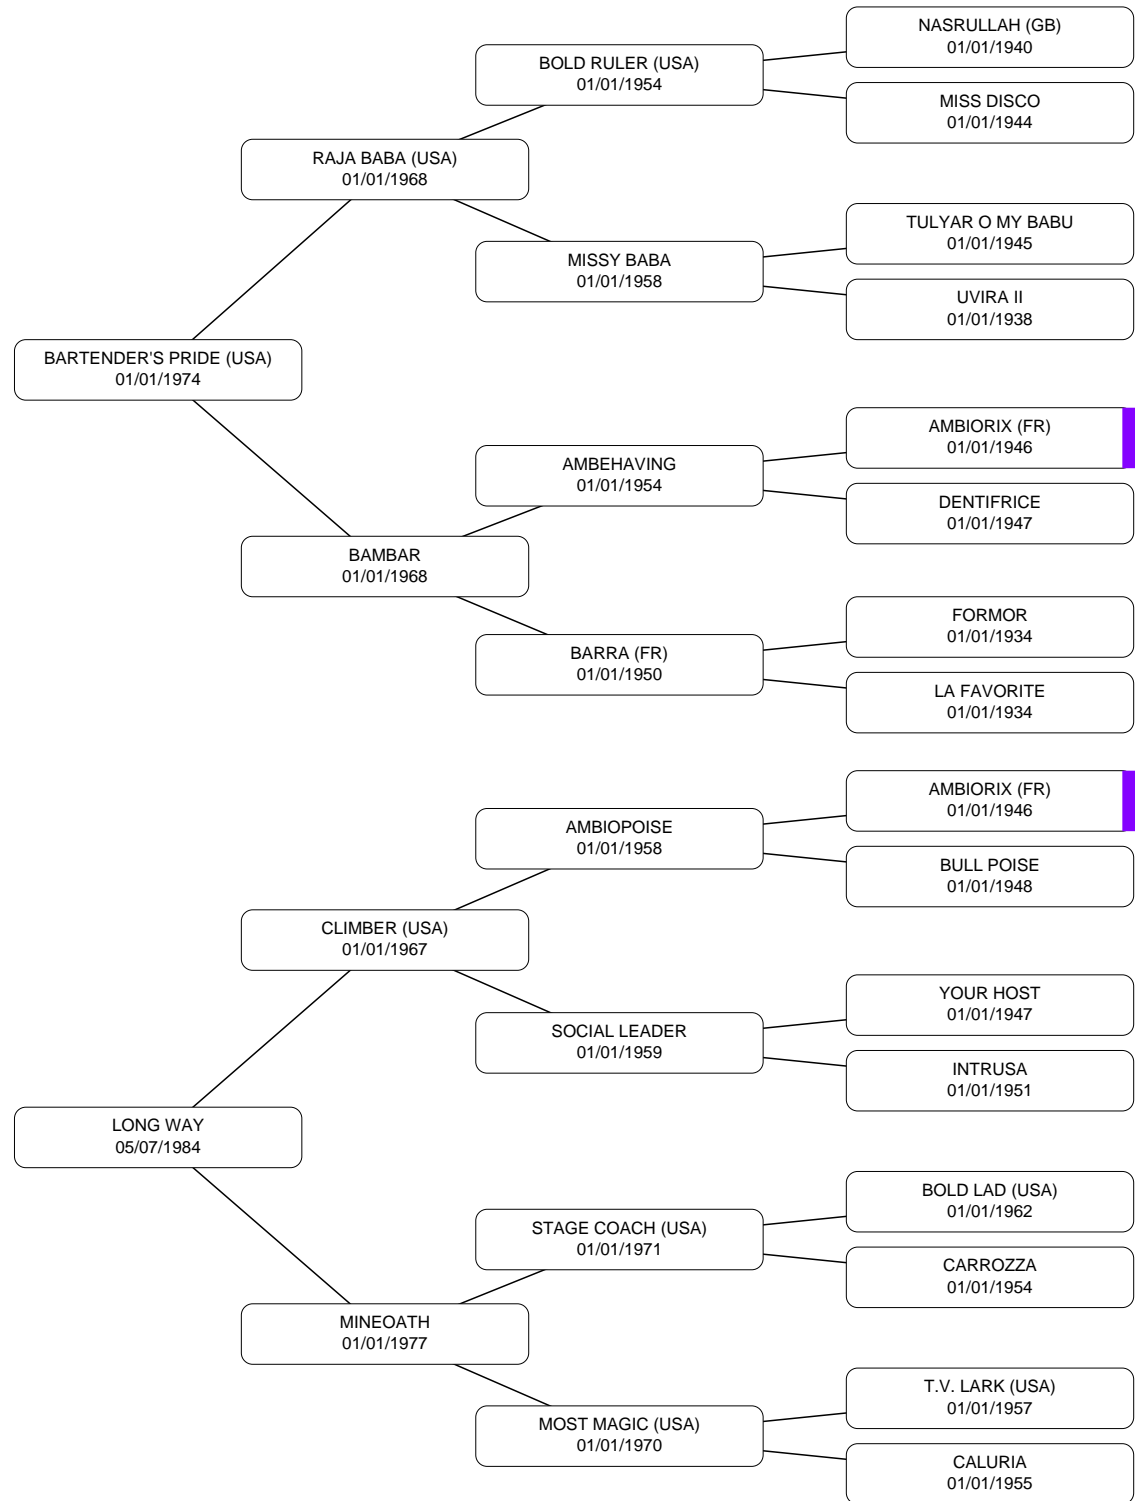 NASRULLAH (GB)
01/01/1940
BOLD RULER (USA)
01/01/1954
MISS DISCO
01/01/1944
RAJA BABA (USA)
01/01/1968
TULYAR O MY BABU
01/01/1945
MISSY BABA
01/01/1958
UVIRA II
01/01/1938
BARTENDER'S PRIDE (USA)
01/01/1974
AMBIORIX (FR)
01/01/1946
AMBEHAVING
01/01/1954
DENTIFRICE
01/01/1947
BAMBAR
01/01/1968
FORMOR
01/01/1934
BARRA (FR)
01/01/1950
LA FAVORITE
01/01/1934
AMBIORIX (FR)
01/01/1946
AMBIOPOISE
01/01/1958
BULL POISE
01/01/1948
CLIMBER (USA)
01/01/1967
YOUR HOST
01/01/1947
SOCIAL LEADER
01/01/1959
INTRUSA
01/01/1951
LONG WAY
05/07/1984
BOLD LAD (USA)
01/01/1962
STAGE COACH (USA)
01/01/1971
CARROZZA
01/01/1954
MINEOATH
01/01/1977
T.V. LARK (USA)
01/01/1957
MOST MAGIC (USA)
01/01/1970
CALURIA
01/01/1955